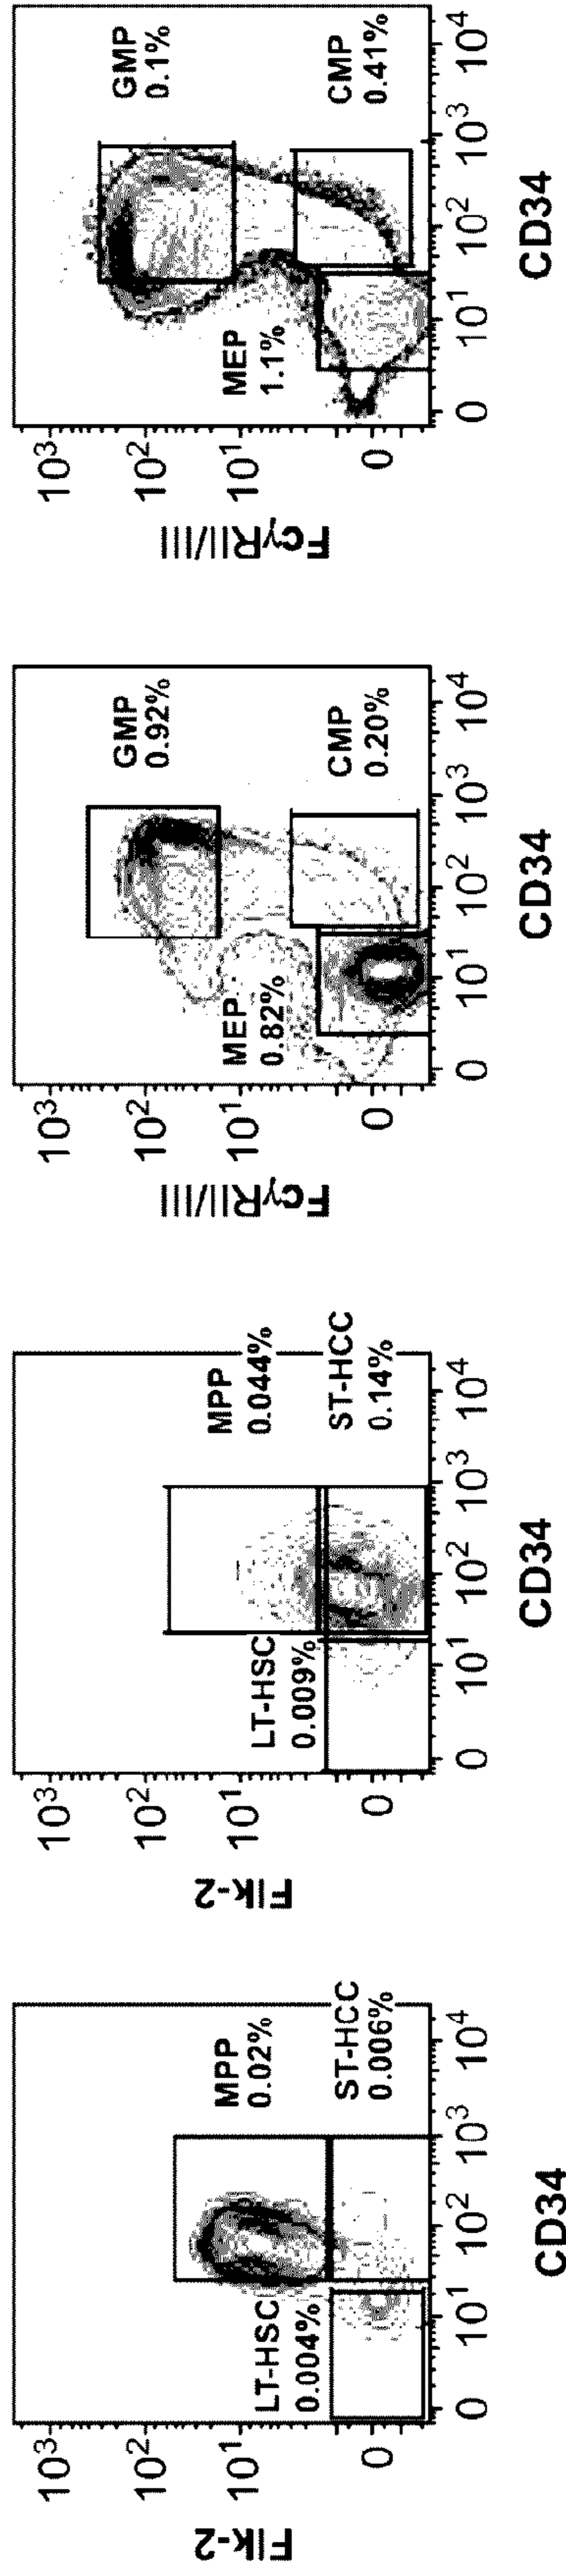 Flk-2
10³
10²
10¹
0
MPP
0.02%
LT-HSC
0.004%
ST-HCC
0.006%
0 10¹ 10² 10³ 10⁴
CD34
Flk-2
10³
10²
10¹
0
MPP
0.044%
LT-HSC
0.009%
ST-HCC
0.14%
0 10¹ 10² 10³ 10⁴
CD34
FcγRII/III
10³
10²
10¹
0
GMP
0.92%
MEP
0.82%
CMP
0.20%
0 10¹ 10² 10³ 10⁴
CD34
FcγRII/III
10³
10²
10¹
0
GMP
0.1%
MEP
1.1%
CMP
0.41%
0 10¹ 10² 10³ 10⁴
CD34